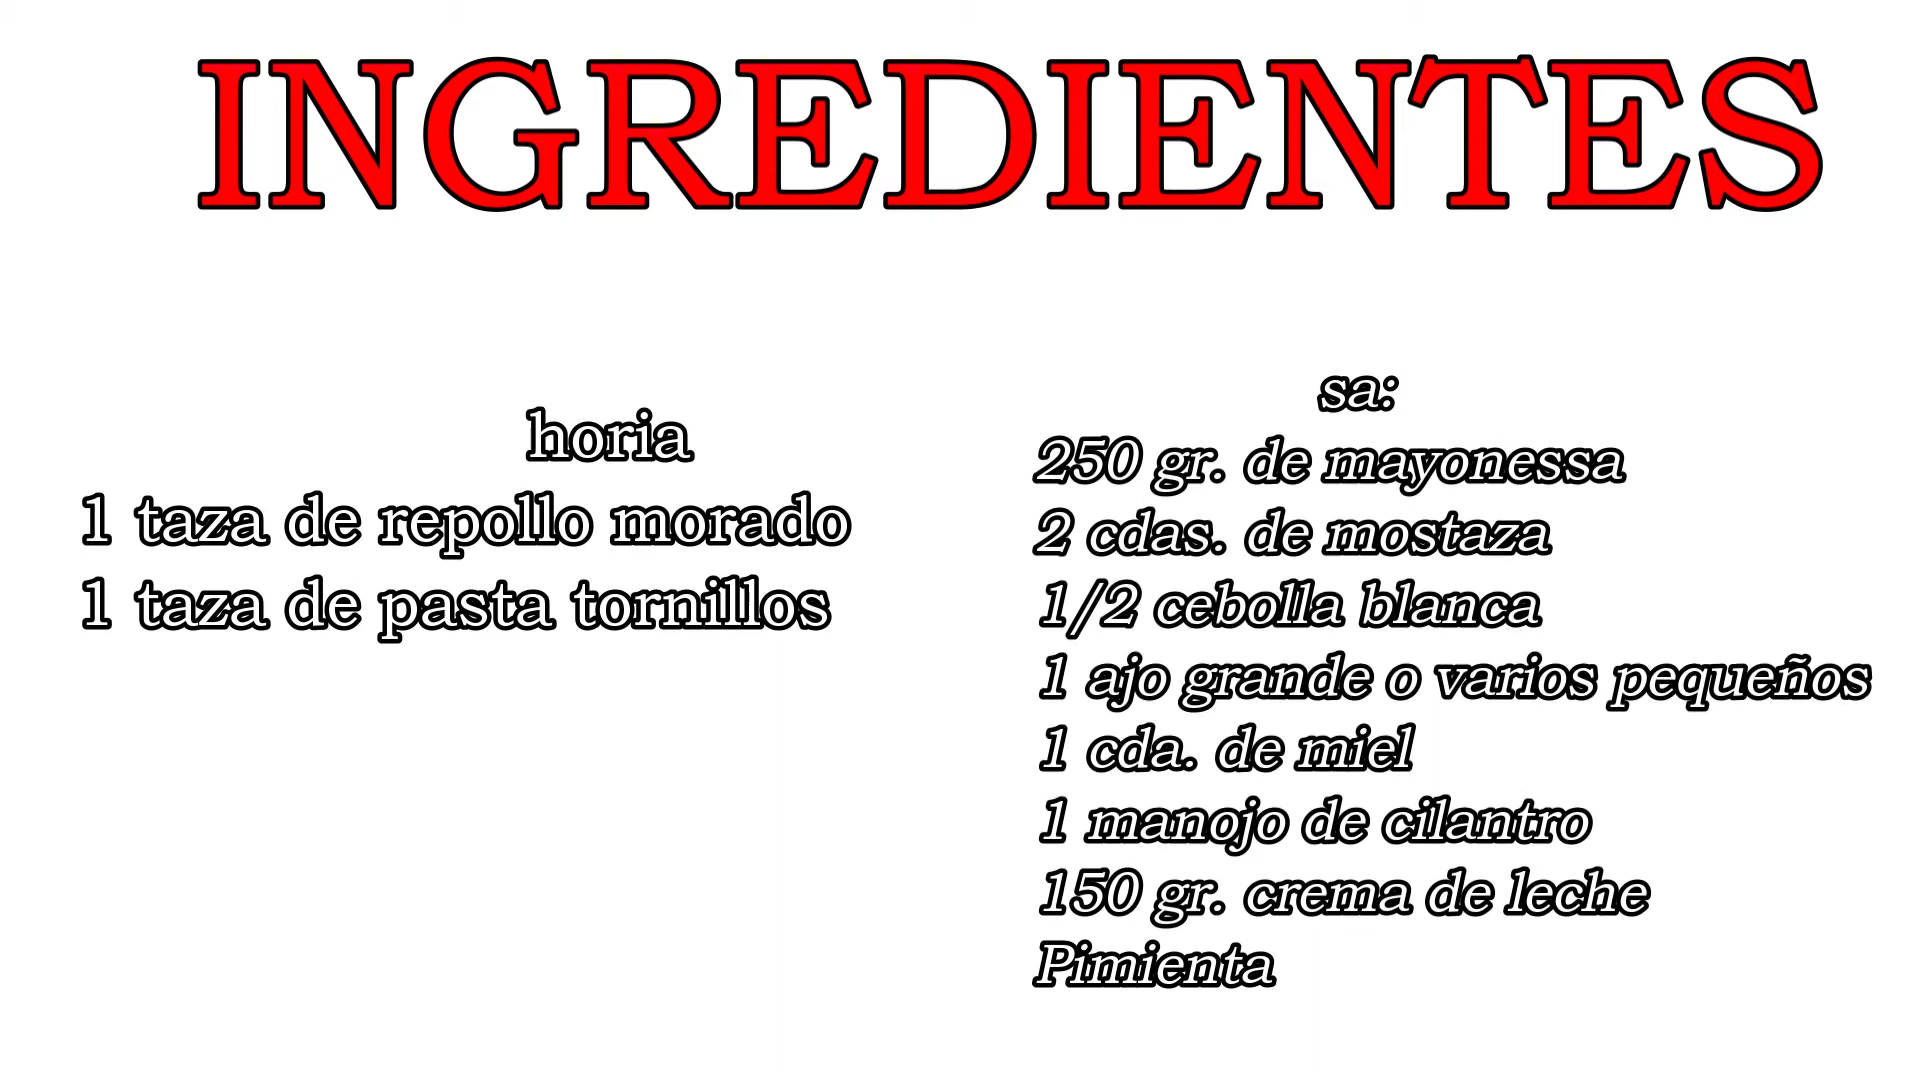 INGREDIENTES
horia
1 taza de repollo morado
1 taza de pasta tornillos
sa:
250 gr. de mayonessa
2 cdas. de mostaza
1/2 cebolla blanca
1 ajo grande o varios pequeños
1 cda. de miel
1 manojo de cilantro
150 gr. crema de leche
Pimienta